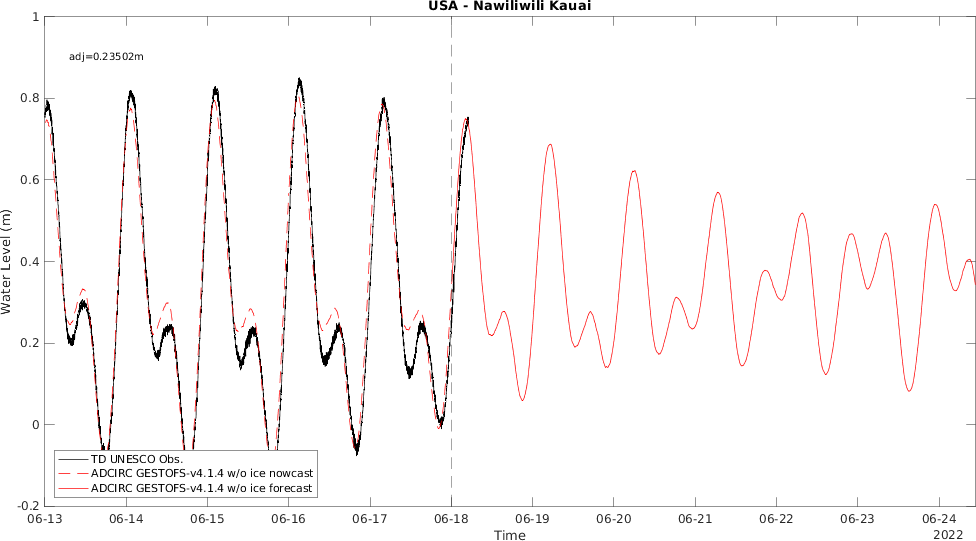 USA - Nawiliwili Kauai
1
0.8
0.6
0.4
0.2
0
-0.2
Water Level (m)
adj=0.23502m
TD UNESCO Obs.
ADCIRC GESTOFS-v4.1.4 w/o ice nowcast
ADCIRC GESTOFS-v4.1.4 w/o ice forecast
06-13 06-14 06-15 06-16 06-17 06-18 06-19 06-20 06-21 06-22 06-23 06-24
Time
2022